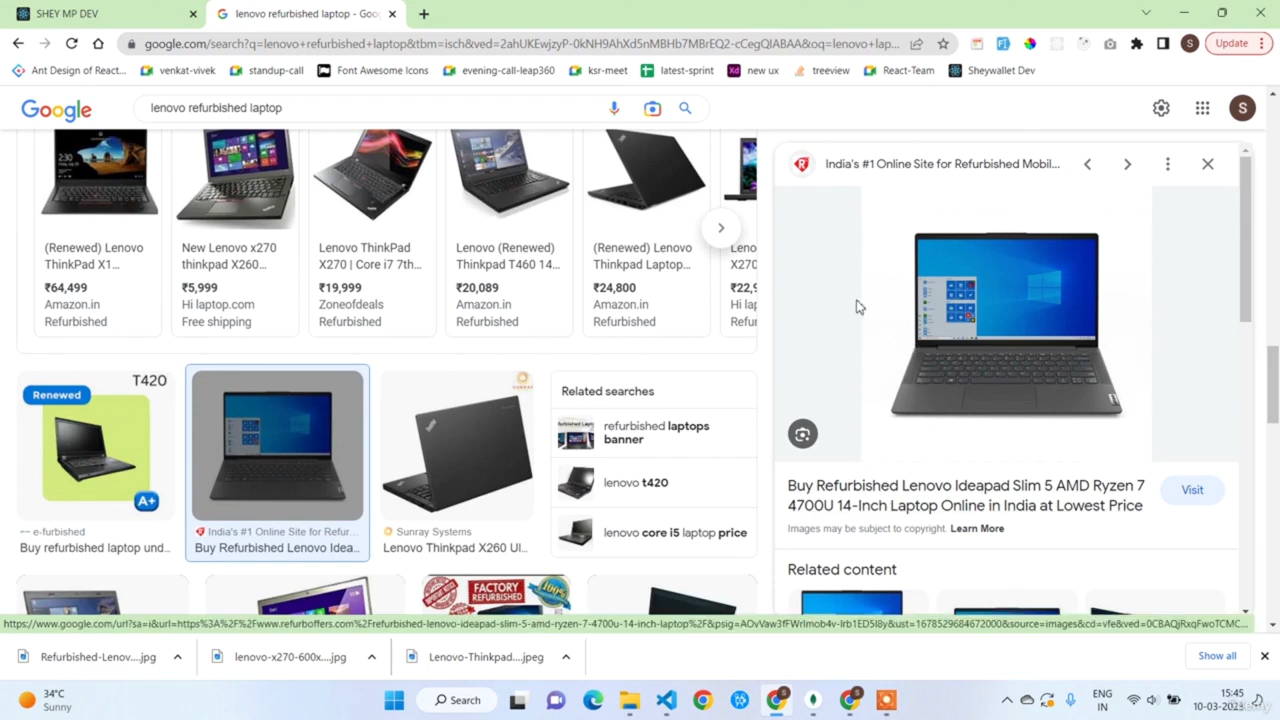 SHEY MP DEV
lenovo refurbished laptop - Goo
google.com/search?q=lenovo+refurbished+laptop&tbm=isch&ved=2ahUKEwjzyP-0kNH9AhXd5nMBHb7MBrEQ2-cCegQIABAA&oq=lenovo+lap...
S
Update
Ant Design of React...
venkat-vivek
standup-call
Font Awesome Icons
evening-call-leap360
ksr-meet
latest-sprint
Xd new ux
treeview
React-Team
Sheywallet Dev
Google
lenovo refurbished laptop
S
(Renewed) Lenovo
ThinkPad X1...
₹64,499
Amazon.in
Refurbished
New Lenovo x270
thinkpad X260...
₹5,999
Hi laptop.com
Free shipping
Lenovo ThinkPad
X270 | Core i7 7th...
₹19,999
Zoneofdeals
Refurbished
Lenovo (Renewed)
Thinkpad T460 14...
₹20,089
Amazon.in
Refurbished
(Renewed) Lenovo
ThinkPad Laptop...
₹24,800
Amazon.in
Refurbished
Leno
X270
₹22,9
Hi lap
Refur
Renewed
T420
A+
e-furbished
Buy refurbished laptop und...
India's #1 Online Site for Refur...
Buy Refurbished Lenovo Idea...
Sunray Systems
Lenovo Thinkpad X260 Ul...
Related searches
refurbished laptops
banner
lenovo t420
lenovo core i5 laptop price
FACTORY
REFURBISHED
100%
India's #1 Online Site for Refurbished Mobil...
Buy Refurbished Lenovo Ideapad Slim 5 AMD Ryzen 7
4700U 14-Inch Laptop Online in India at Lowest Price
Visit
Images may be subject to copyright. Learn More
Related content
https://www.google.com/url?sa=i&url=https%3A%2F%2Fwww.refurboffers.com%2Frefurbished-lenovo-ideapad-slim-5-amd-ryzen-7-4700u-14-inch-laptop%2F&psig=AOvVaw3fFWrlmob4v-Irb1ED5I8y&ust=1678529684672000&source=images&cd=vfe&ved=0CBAQjRxqFwoTCMC...
Refurbished-Lenov....jpg
lenovo-x270-600x....jpg
Lenovo-Thinkpad....jpeg
Show all
34°C
Sunny
Search
ENG
IN
15:45
10-03-2023